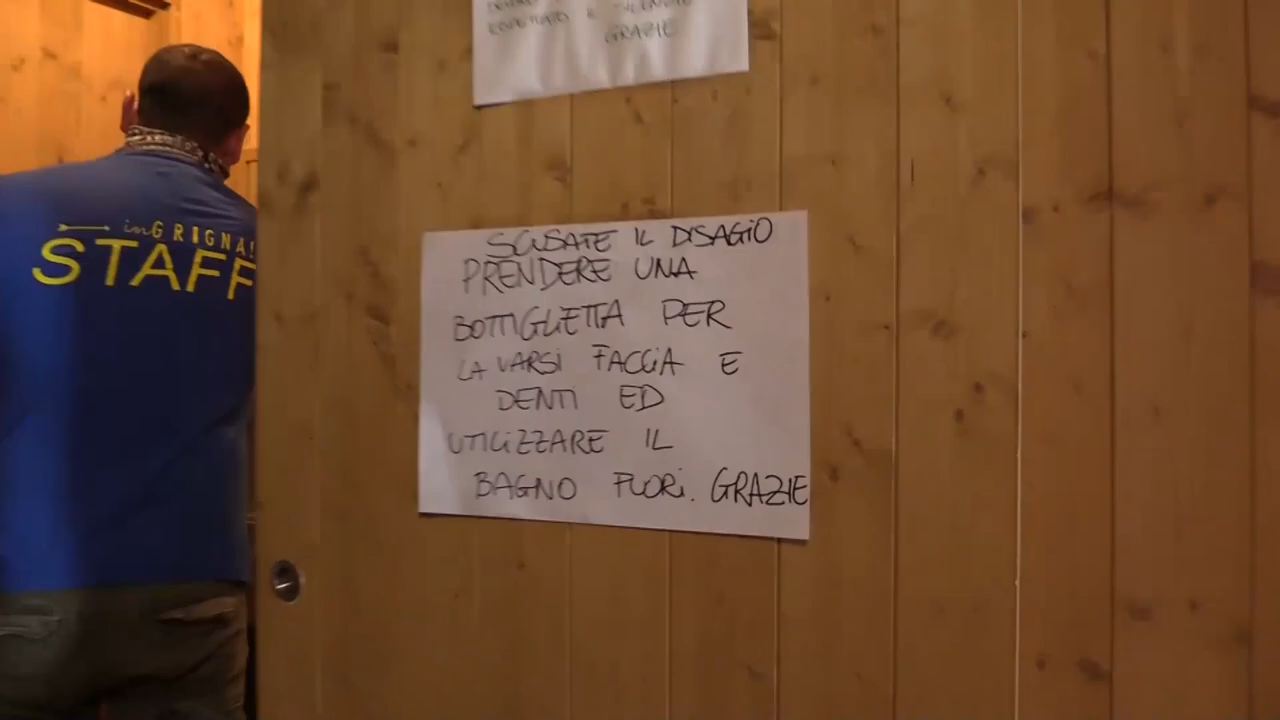 GRAZIE
inGRIGNA!
STAFF
SCUSATE IL DISAGIO
PRENDERE UNA
BOTTIGLIETTA PER
LAVARSI FACCIA E
DENTI ED
UTILIZZARE IL
BAGNO FUORI. GRAZIE